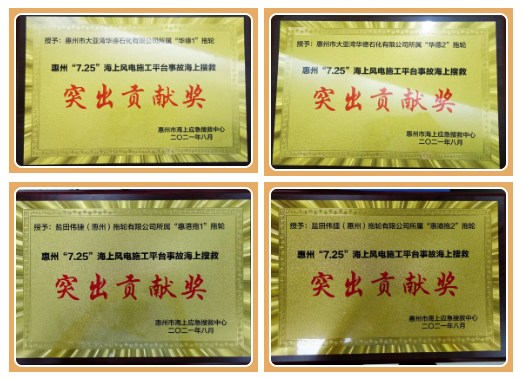 授予：惠州市大亚湾华德石化有限公司所属“华德1”拖轮
惠州“7.25”海上风电施工平台事故海上搜救
突出贡献奖
惠州市海上应急搜救中心
二〇二一年八月
授予：惠州市大亚湾华德石化有限公司所属“华德2”拖轮
惠州“7.25”海上风电施工平台事故海上搜救
突出贡献奖
惠州市海上应急搜救中心
二〇二一年八月
授予：盐田伟捷（惠州）拖轮有限公司所属“惠港拖1”拖轮
惠州“7.25”海上风电施工平台事故海上搜救
突出贡献奖
惠州市海上应急搜救中心
二〇二一年八月
授予：盐田伟捷（惠州）拖轮有限公司所属“惠港拖2”拖轮
惠州“7.25”海上风电施工平台事故海上搜救
突出贡献奖
惠州市海上应急搜救中心
二〇二一年八月